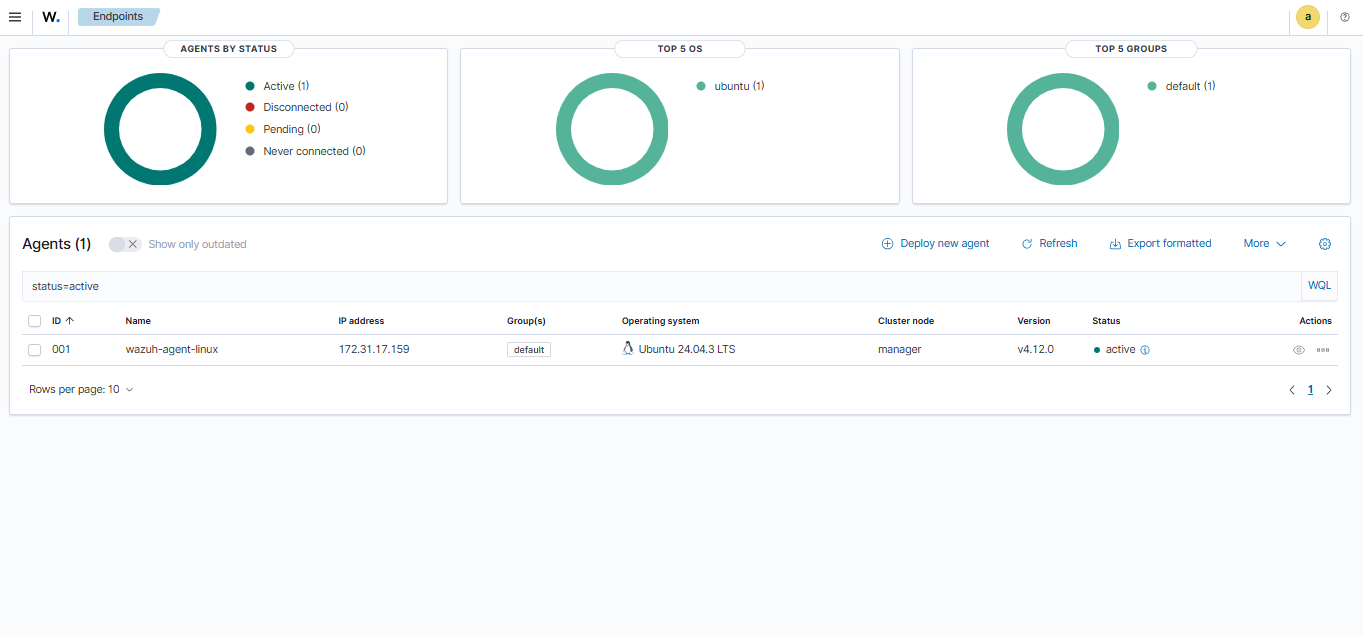 W. Endpoints a
AGENTS BY STATUS TOP 5 OS TOP 5 GROUPS
Active (1) ubuntu (1) default (1)
Disconnected (0)
Pending (0)
Never connected (0)
Agents (1) Show only outdated Deploy new agent Refresh Export formatted More
status=active WQL
ID Name IP address Group(s) Operating system Cluster node Version Status Actions
001 wazuh-agent-linux 172.31.17.159 default Ubuntu 24.04.3 LTS manager v4.12.0 active
Rows per page: 10 1